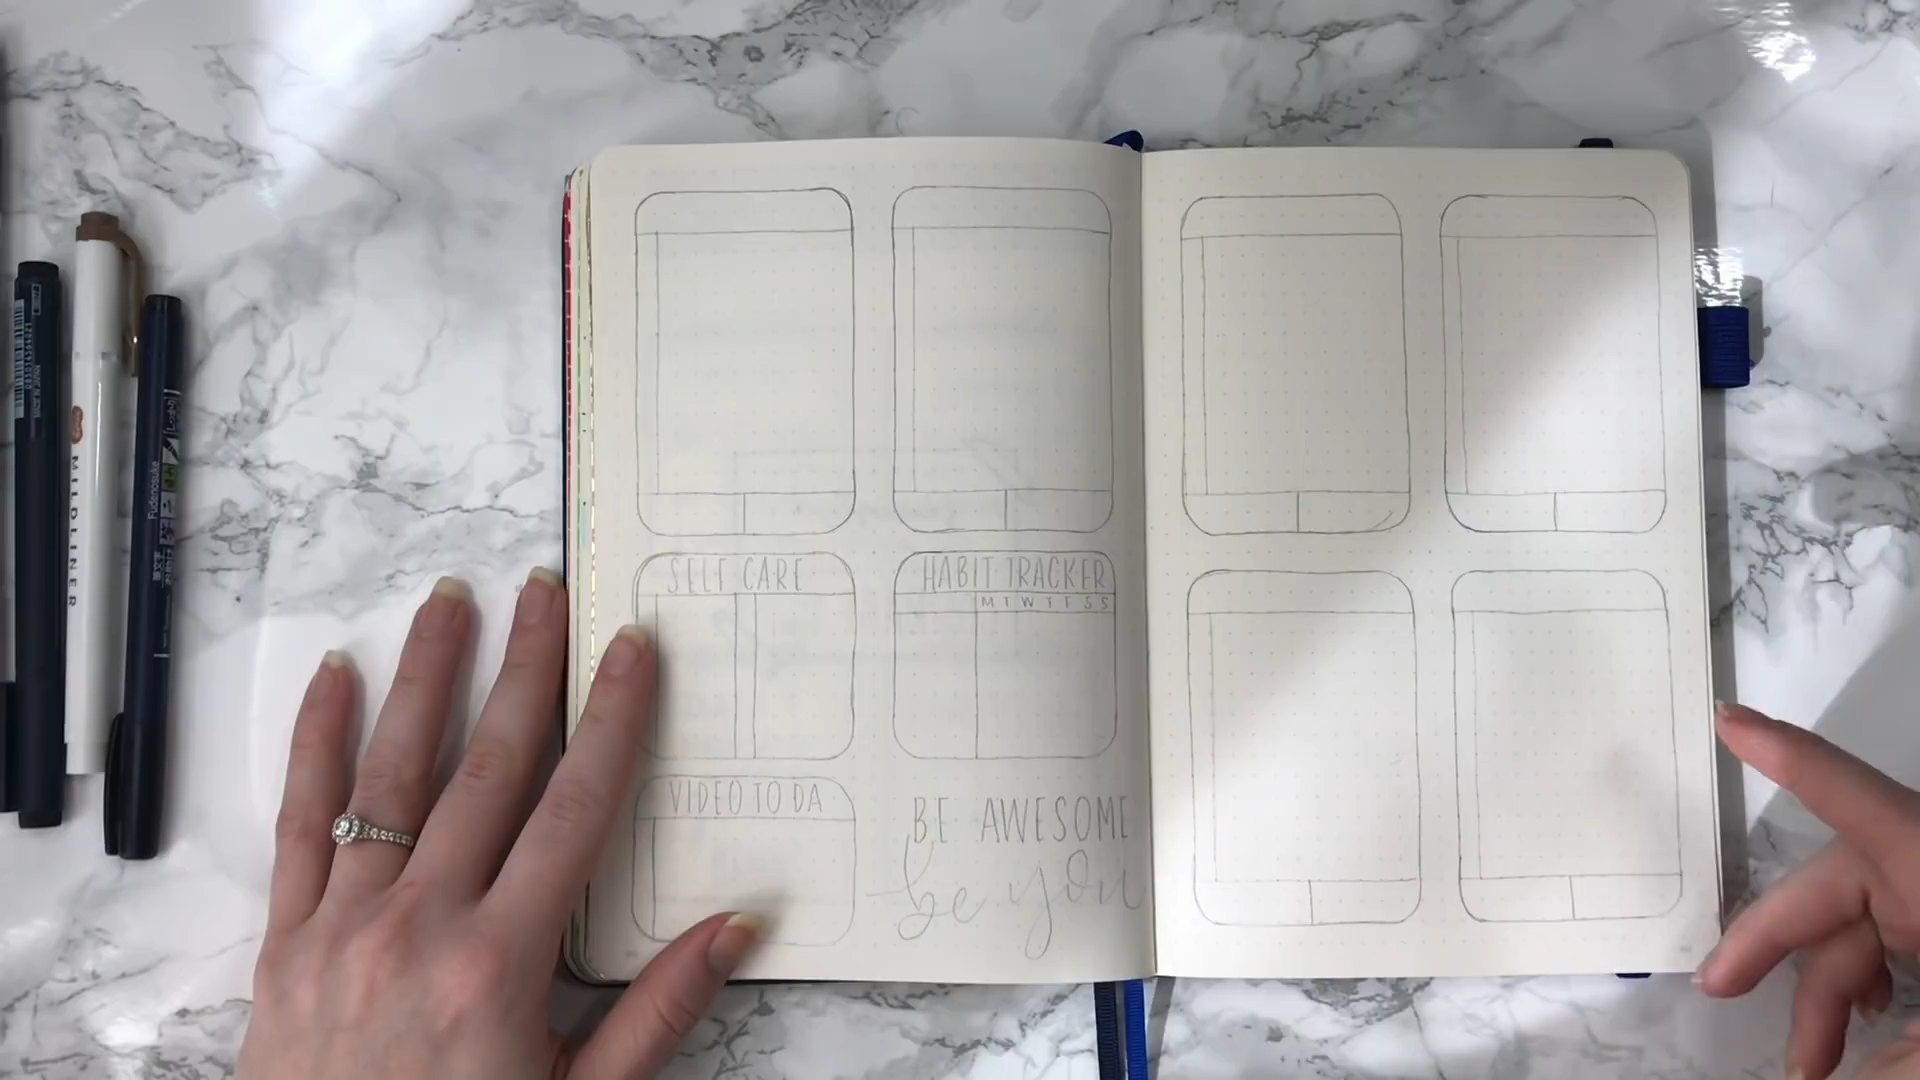 MILDLINER
Fudenosuke
SELF CARE
HABIT TRACKER
M T W T F S S
VIDEO TO DA
BE AWESOME
be you